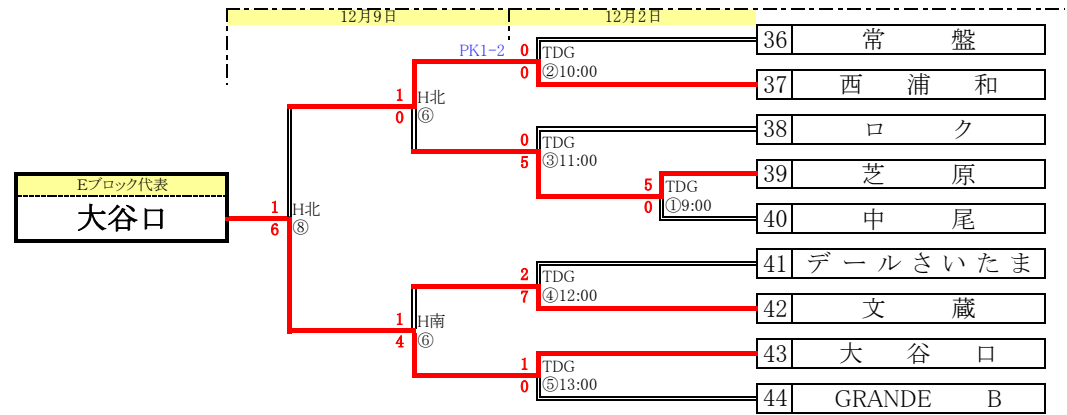 12月9日 12月2日
36 常盤
PK1-2 0 TDG
0 ②10:00
37 西浦和
1 H北
0 ⑥
38 ロク
0 TDG
5 ③11:00
39 芝原
5 TDG
0 ①9:00
40 中尾
Eブロック代表
大谷口
1 H北
6 ⑧
41 デールさいたま
2 TDG
7 ④12:00
42 文蔵
1 H南
4 ⑥
43 大谷口
1 TDG
0 ⑤13:00
44 GRANDE B